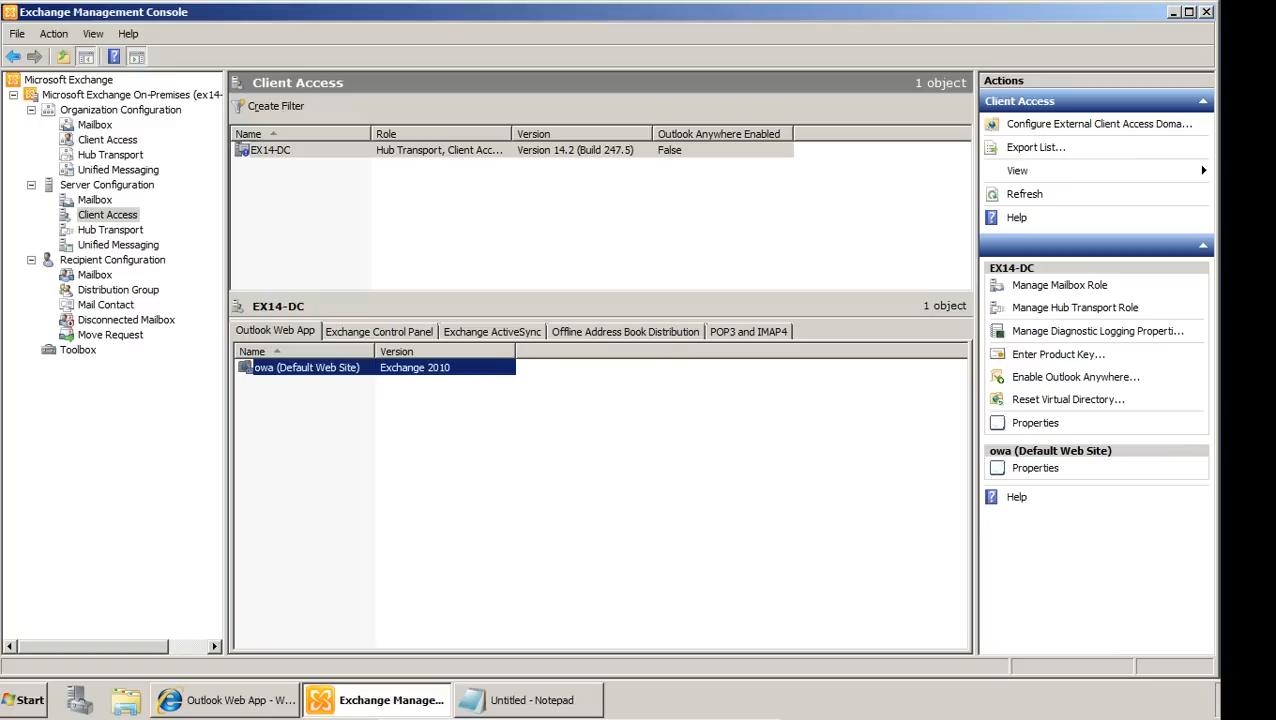 Exchange Management Console
File Action View Help
Microsoft Exchange
Microsoft Exchange On-Premises (ex14-
Organization Configuration
Mailbox
Client Access
Hub Transport
Unified Messaging
Server Configuration
Mailbox
Client Access
Hub Transport
Unified Messaging
Recipient Configuration
Mailbox
Distribution Group
Mail Contact
Disconnected Mailbox
Move Request
Toolbox
Client Access 1 object
Create Filter
Name Role Version Outlook Anywhere Enabled
EX14-DC Hub Transport, Client Acc... Version 14.2 (Build 247.5) False
EX14-DC 1 object
Outlook Web App Exchange Control Panel Exchange ActiveSync Offline Address Book Distribution POP3 and IMAP4
Name Version
owa (Default Web Site) Exchange 2010
Actions
Client Access
Configure External Client Access Doma...
Export List...
View
Refresh
Help
EX14-DC
Manage Mailbox Role
Manage Hub Transport Role
Manage Diagnostic Logging Properti...
Enter Product Key...
Enable Outlook Anywhere...
Reset Virtual Directory...
Properties
owa (Default Web Site)
Properties
Help
Start Outlook Web App - W... Exchange Manage... Untitled - Notepad